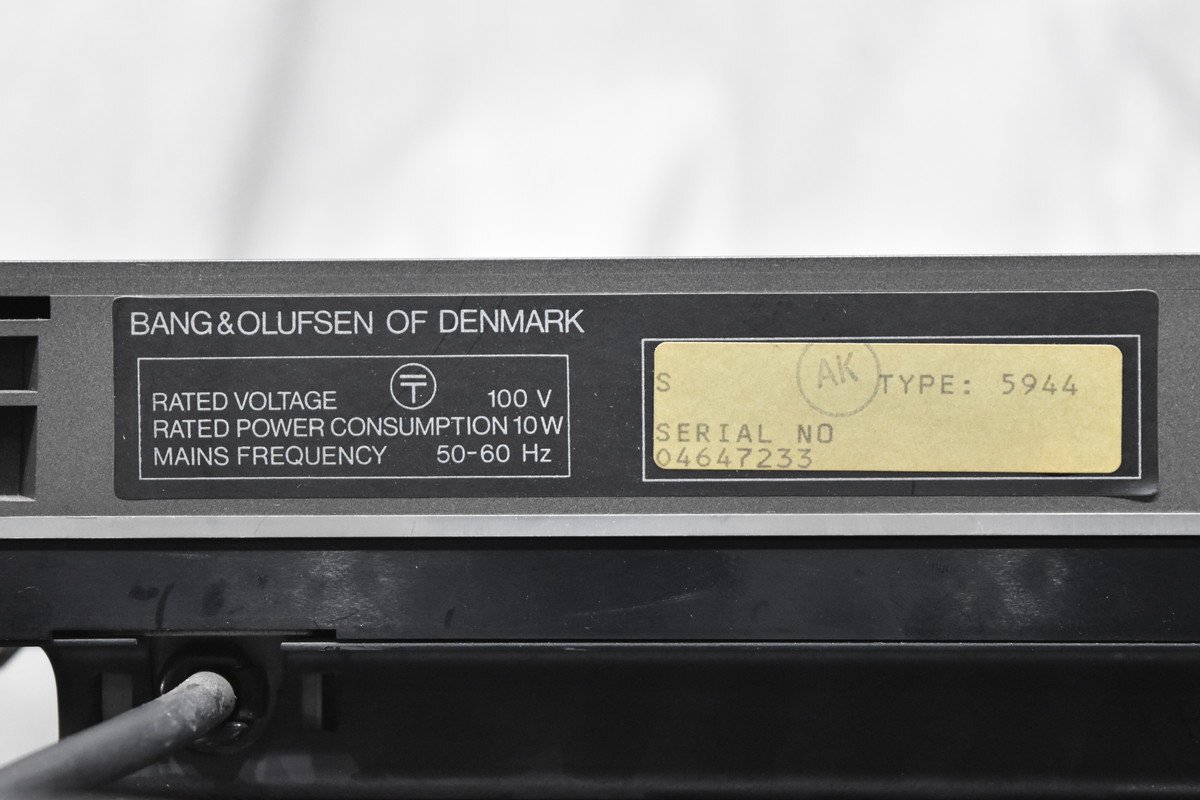 BANG&OLUFSEN OF DENMARK
〒
RATED VOLTAGE 100 V
RATED POWER CONSUMPTION 10W
MAINS FREQUENCY 50-60 Hz
S AK TYPE: 5944
SERIAL NO
04647233